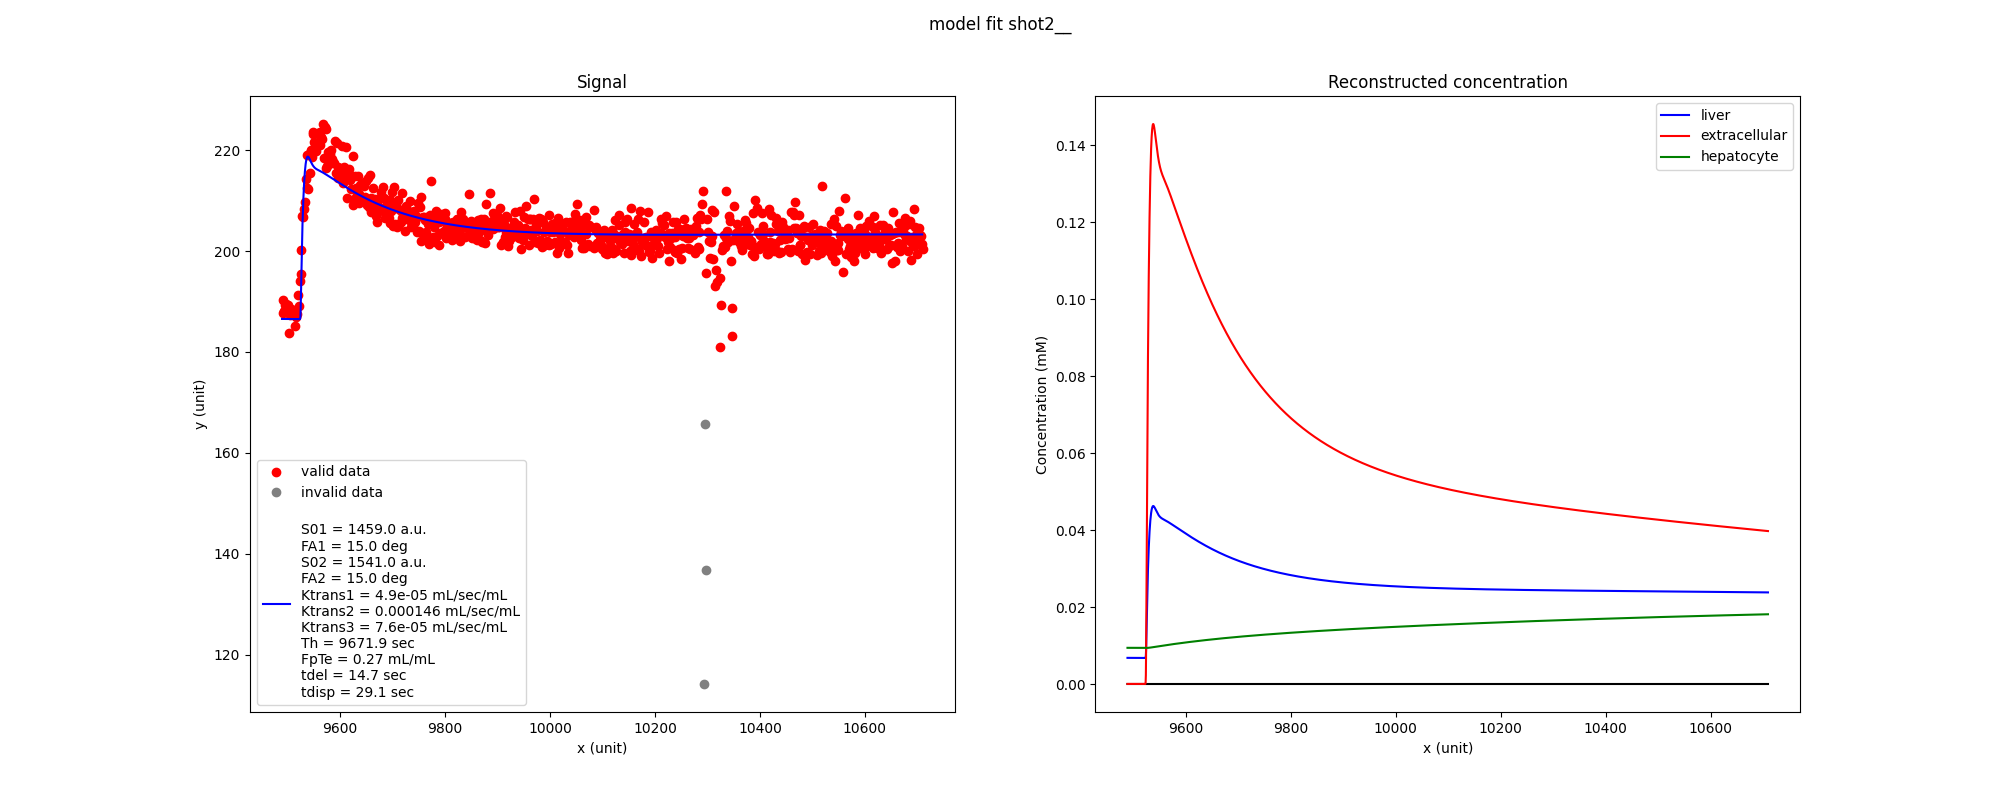 model fit shot2__
Signal
220
200
180
160
140
120
y (unit)
valid data
invalid data
S01 = 1459.0 a.u.
FA1 = 15.0 deg
S02 = 1541.0 a.u.
FA2 = 15.0 deg
Ktrans1 = 4.9e-05 mL/sec/mL
Ktrans2 = 0.000146 mL/sec/mL
Ktrans3 = 7.6e-05 mL/sec/mL
Th = 9671.9 sec
FpTe = 0.27 mL/mL
tdel = 14.7 sec
tdisp = 29.1 sec
9600 9800 10000 10200 10400 10600
x (unit)
Reconstructed concentration
liver
extracellular
hepatocyte
0.14
0.12
0.10
0.08
0.06
0.04
0.02
0.00
Concentration (mM)
9600 9800 10000 10200 10400 10600
x (unit)